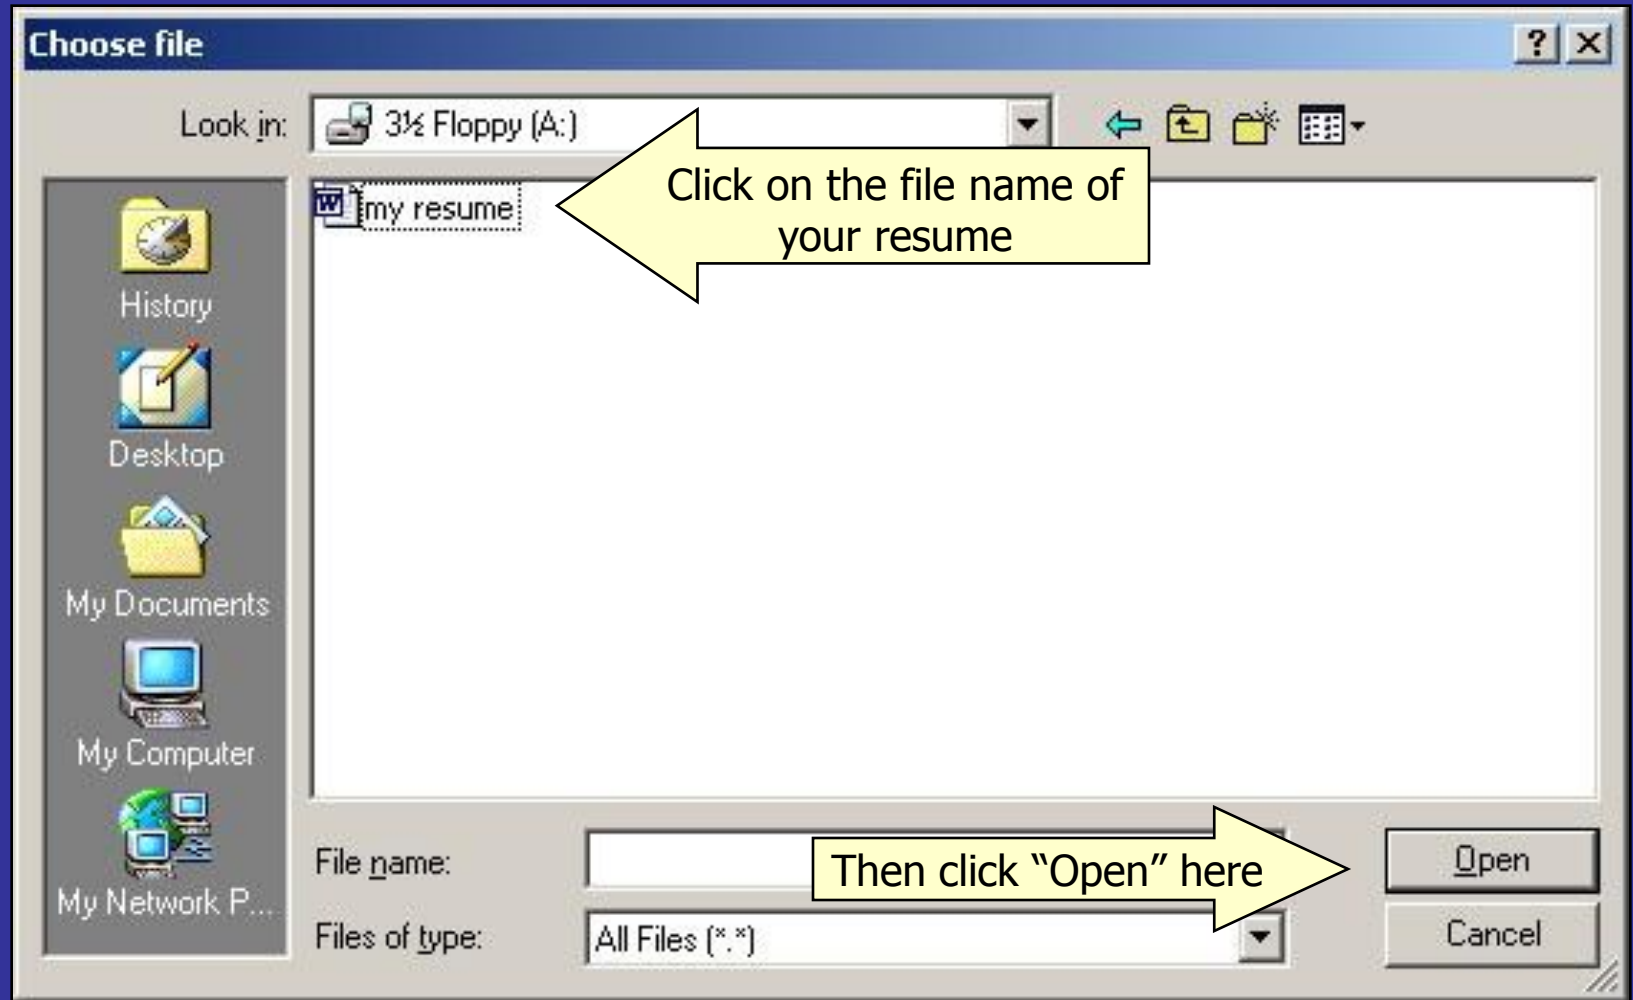 Choose file
Look in:
3½ Floppy (A:)
my resume
Click on the file name of
your resume
History
Desktop
My Documents
My Computer
My Network P...
File name:
Then click “Open” here
Open
Files of type:
All Files (*.*)
Cancel